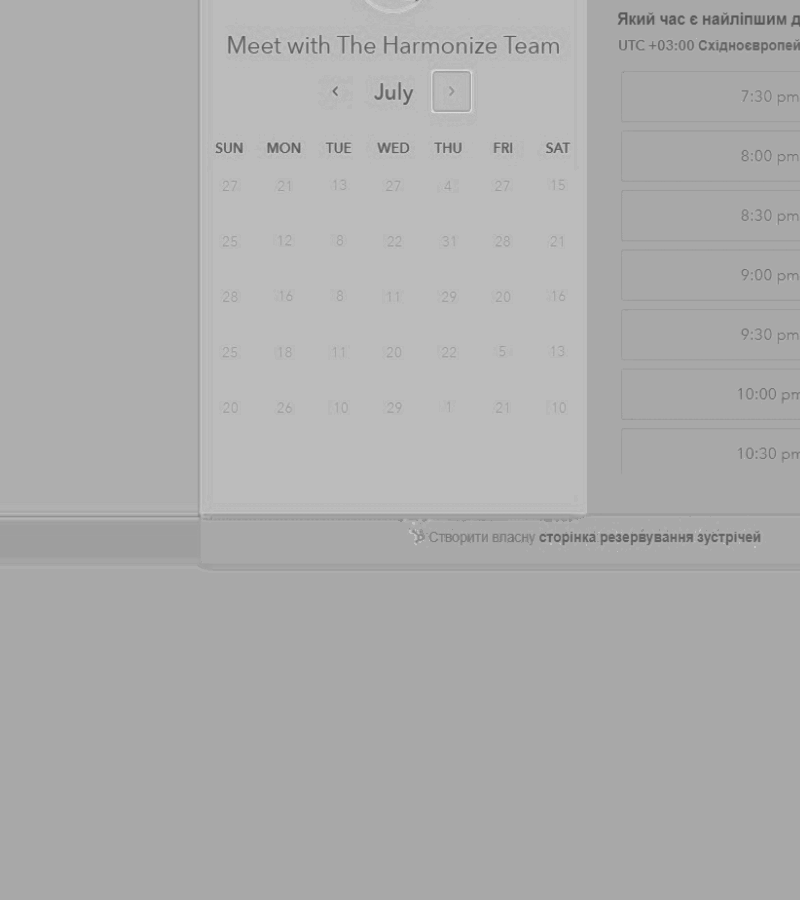 Meet with The Harmonize Team
‹ July ›
SUN MON TUE WED THU FRI SAT
27 21 13 27 4 27 15
25 12 8 22 31 28 21
28 16 8 11 29 20 16
25 18 11 20 22 5 13
20 26 10 29 1 21 10
Який час є найліпшим
UTC +03:00
7:30 pm
8:00 pm
8:30 pm
9:00 pm
9:30 pm
10:00 pm
10:30 pm
Створити власну сторінка резервування зустрічей